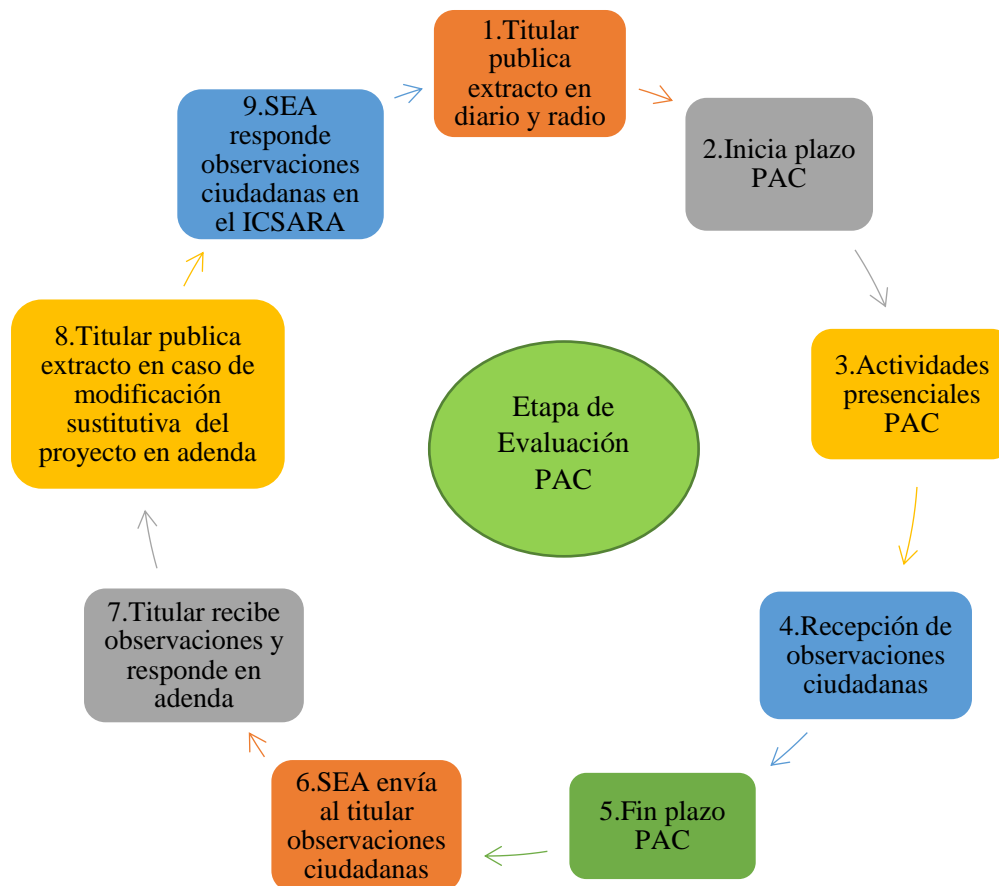 1.Titular
publica
extracto en
diario y radio
2.Inicia plazo
PAC
3.Actividades
presenciales
PAC
4.Recepción de
observaciones
ciudadanas
5.Fin plazo
PAC
6.SEA envía
al titular
observaciones
ciudadanas
7.Titular recibe
observaciones y
responde en
adenda
8.Titular publica
extracto en caso de
modificación
sustitutiva  del
proyecto en adenda
9.SEA
responde
observaciones
ciudadanas en
el ICSARA
Etapa de
Evaluación
PAC